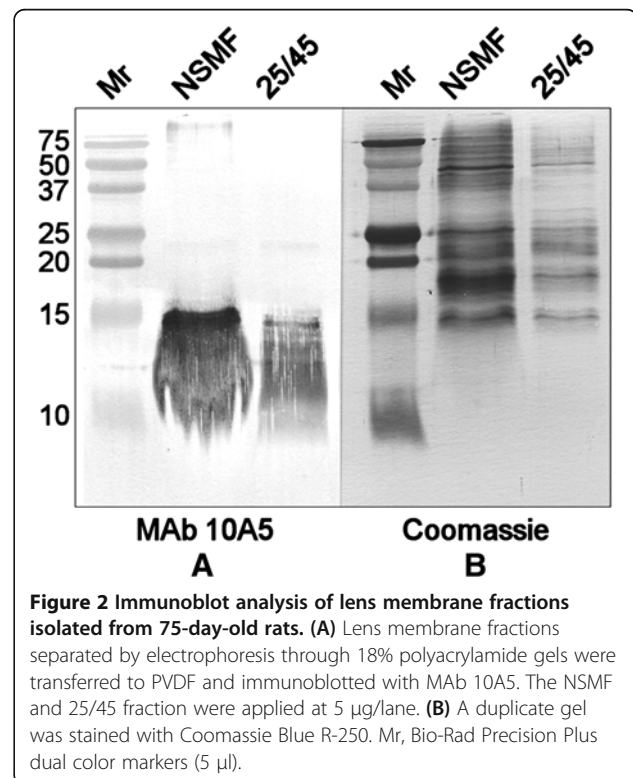 Mr NSMF 25/45 Mr NSMF 25/45
75
50
37
25
20
15
10
MAb 10A5 Coomassie
A B
Figure 2 Immunoblot analysis of lens membrane fractions
isolated from 75-day-old rats. (A) Lens membrane fractions
separated by electrophoresis through 18% polyacrylamide gels were
transferred to PVDF and immunoblotted with MAb 10A5. The NSMF
and 25/45 fraction were applied at 5 μg/lane. (B) A duplicate gel
was stained with Coomassie Blue R-250. Mr, Bio-Rad Precision Plus
dual color markers (5 μl).